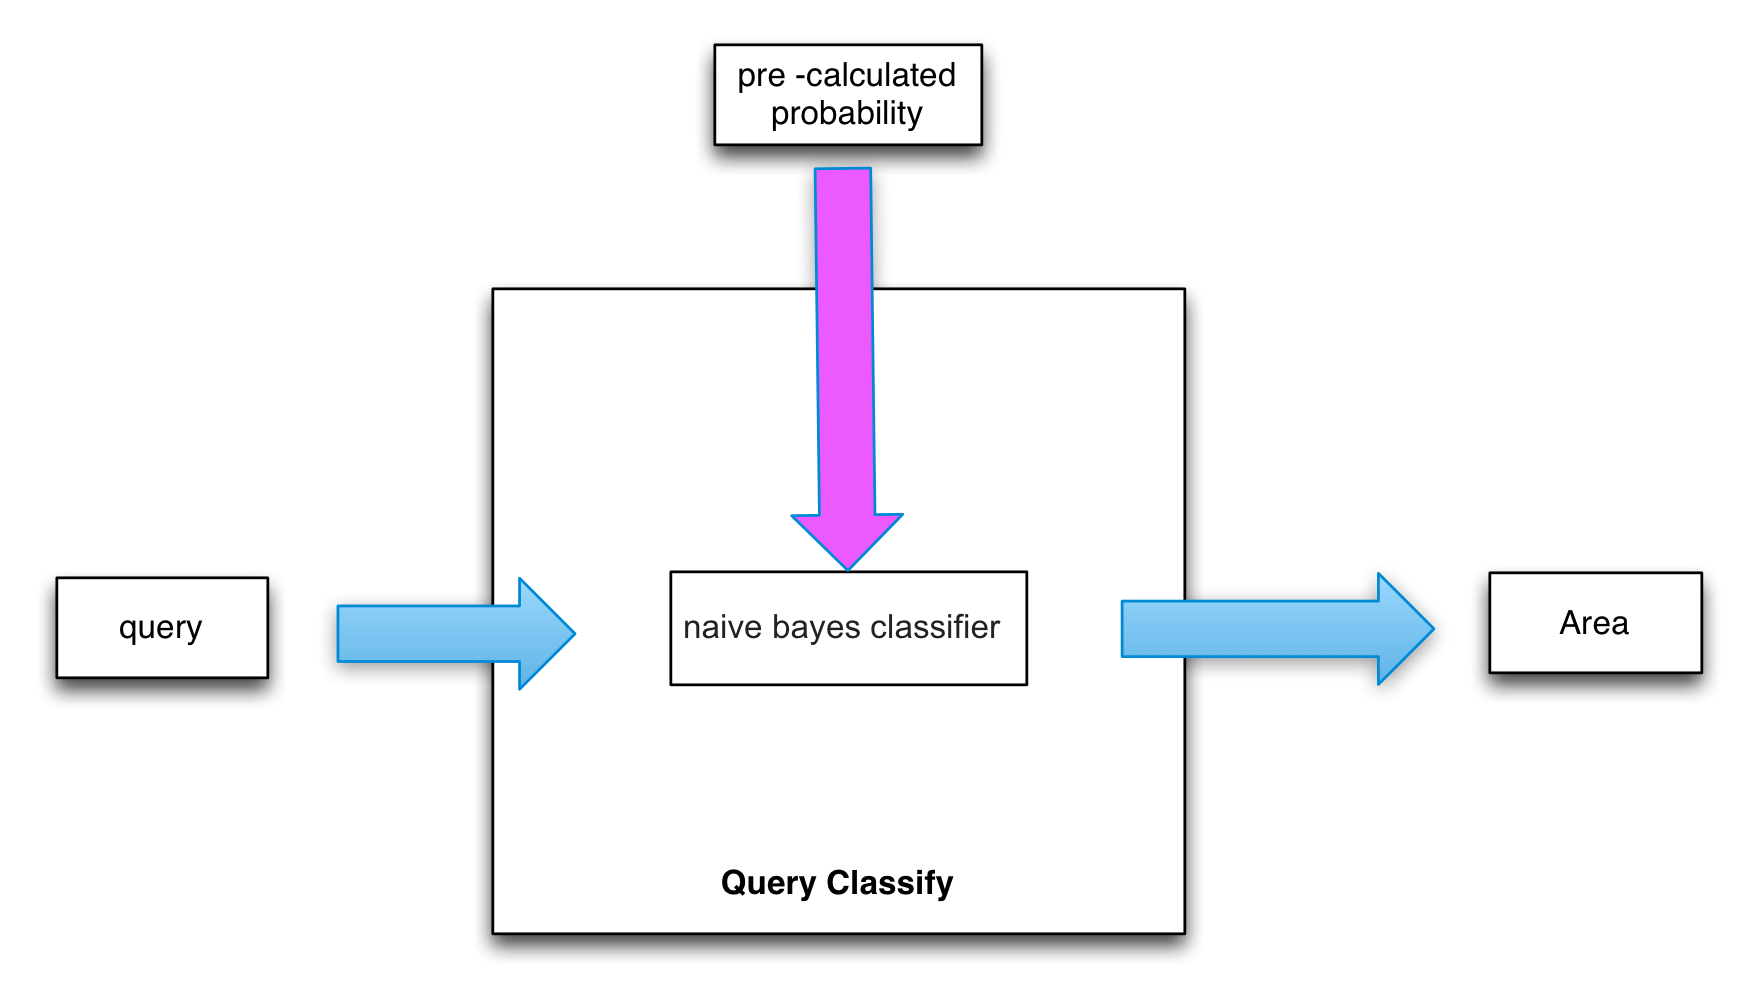 pre -calculated
probability
query
naive bayes classifier
Area
Query Classify